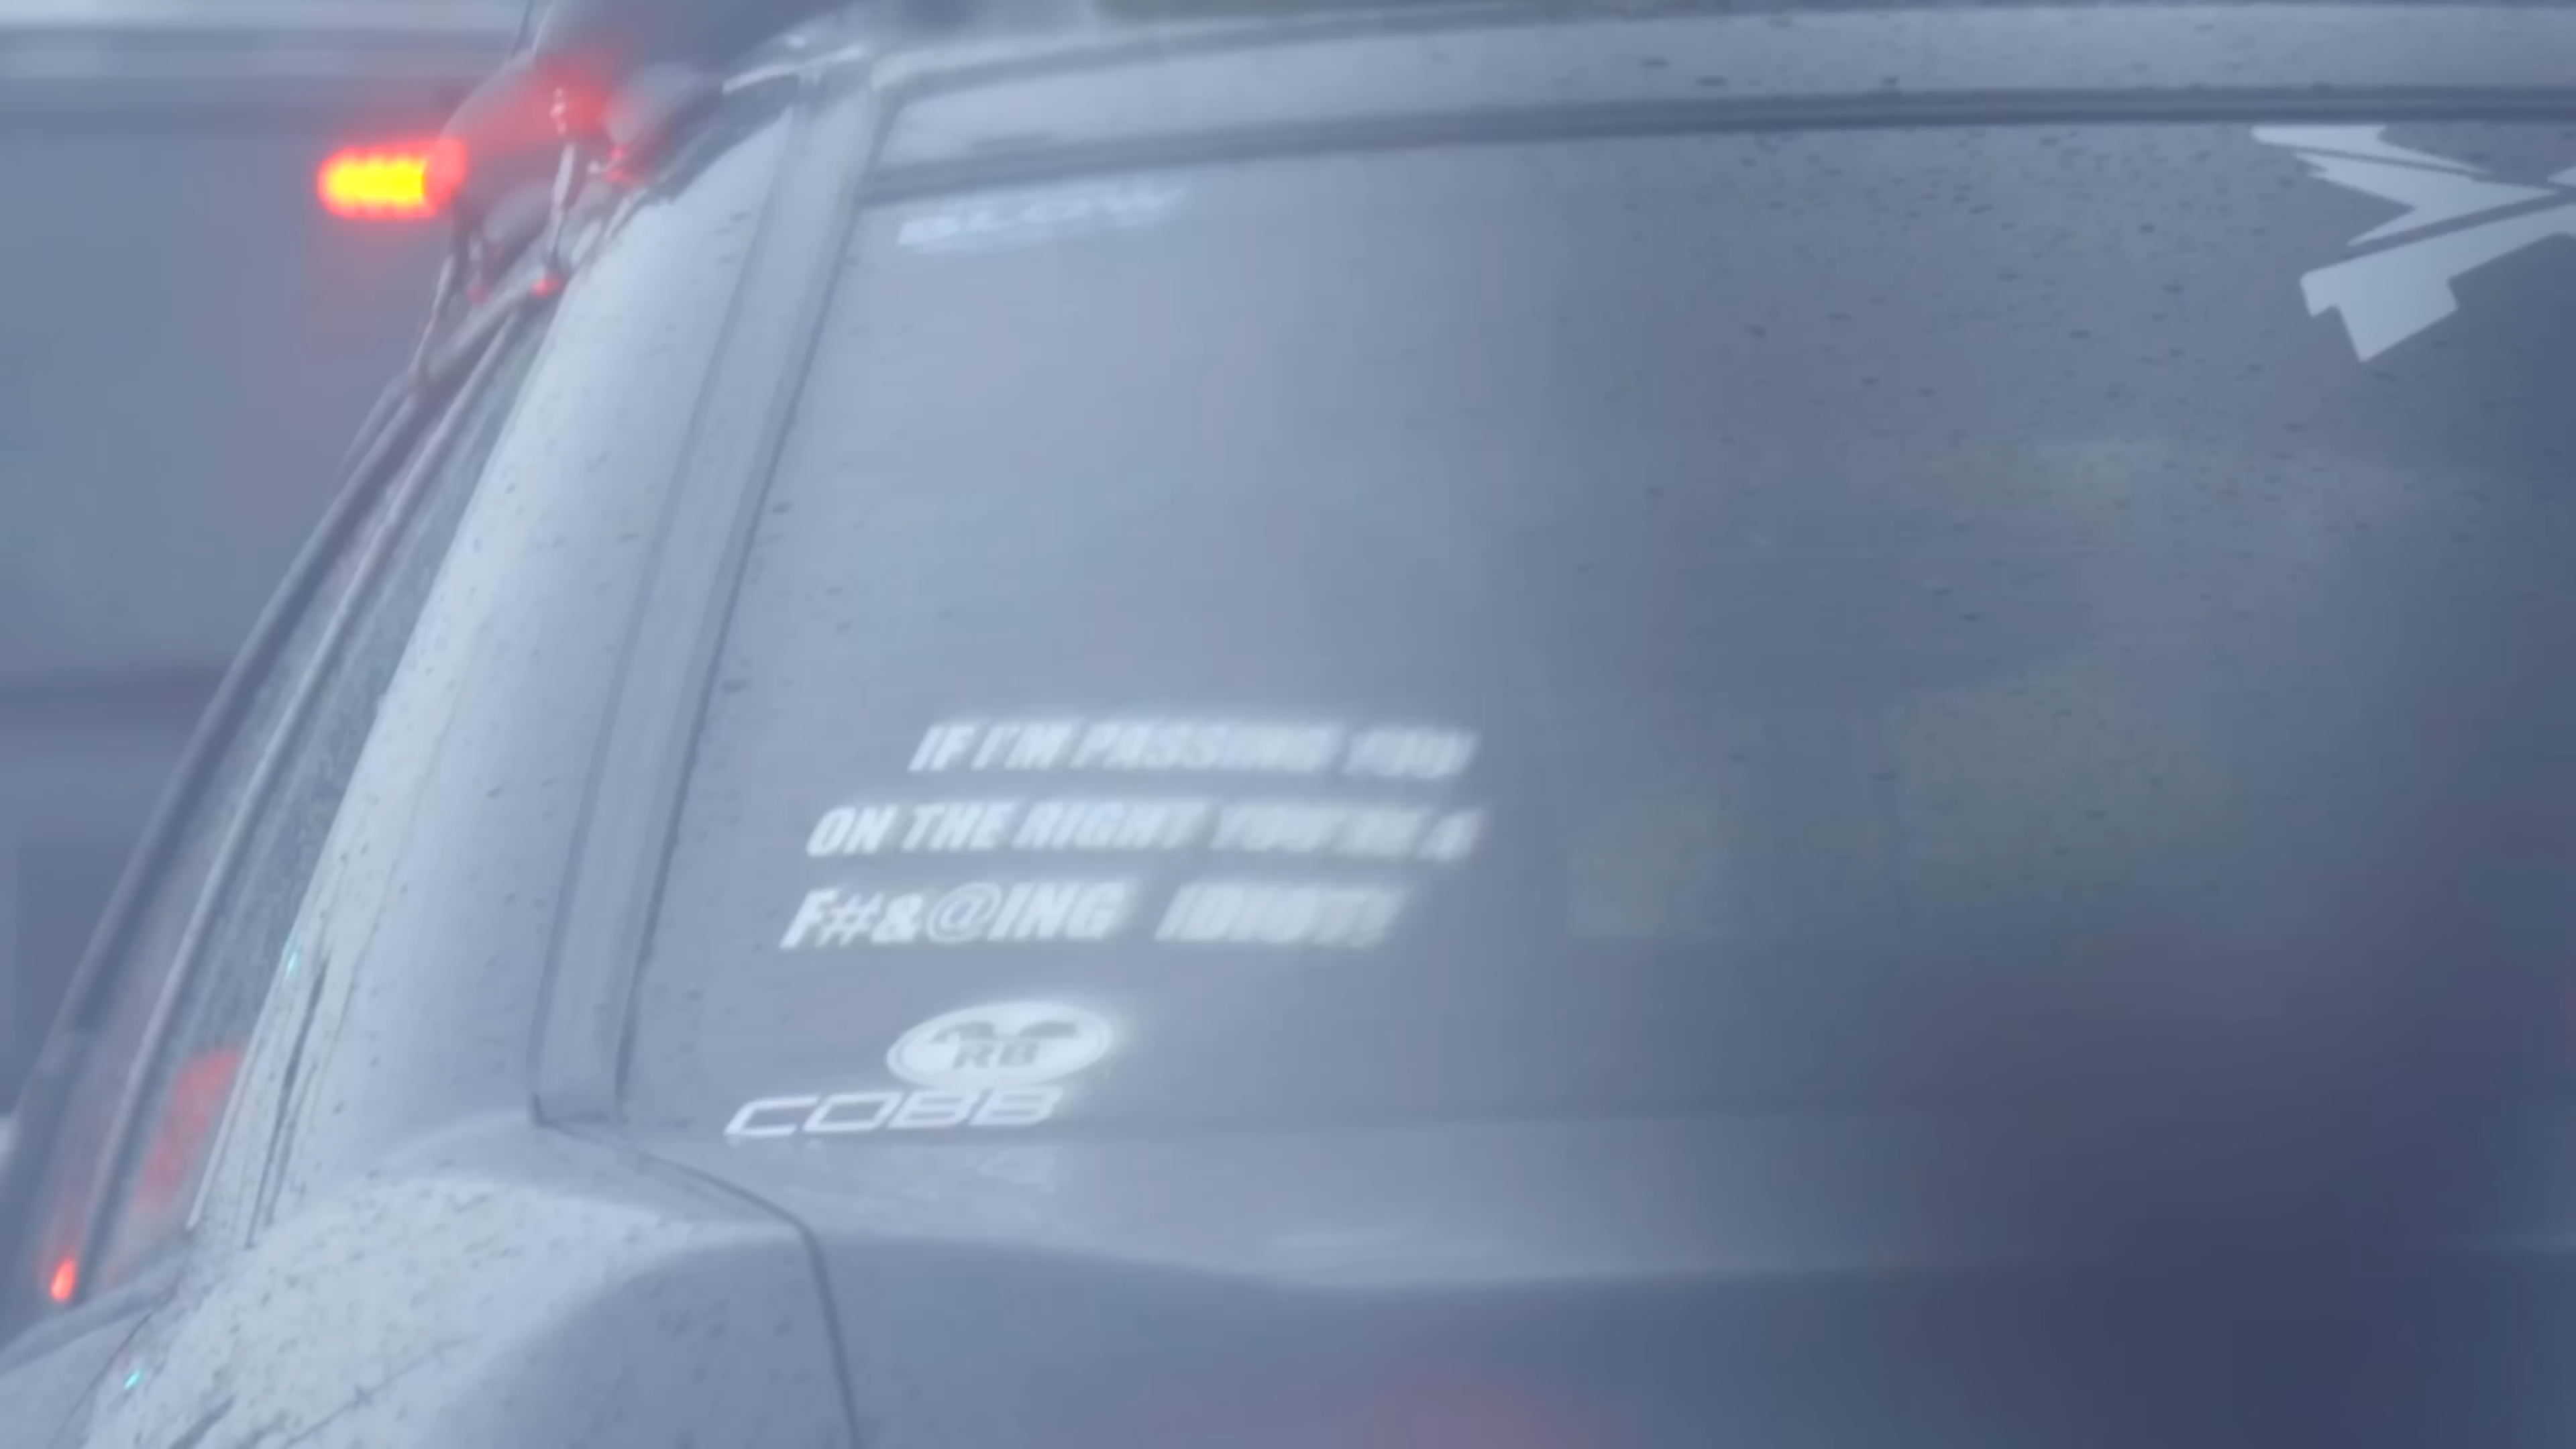 IF I'M PASSING YOU
ON THE RIGHT YOU'RE A
F#&@ING IDIOT!
RB
COBB